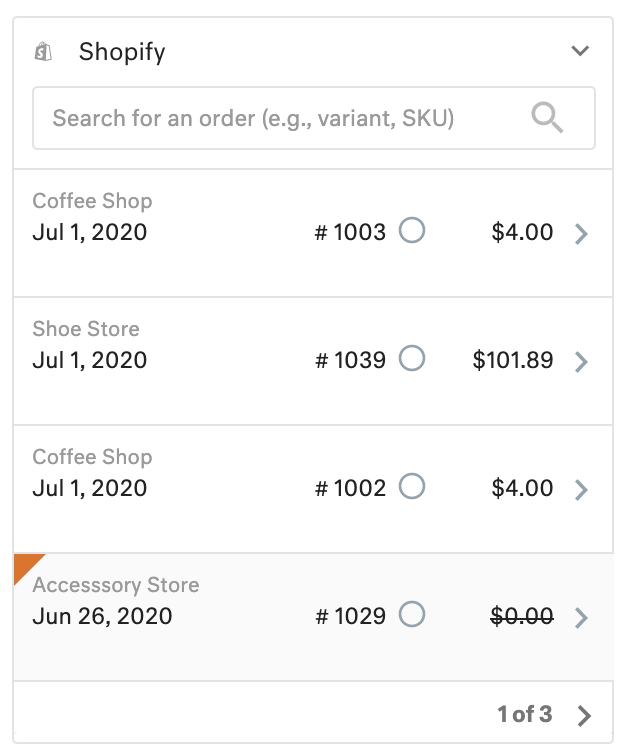 Shopify
Search for an order (e.g., variant, SKU)
Coffee Shop
Jul 1, 2020 # 1003 $4.00
Shoe Store
Jul 1, 2020 # 1039 $101.89
Coffee Shop
Jul 1, 2020 # 1002 $4.00
Accesssory Store
Jun 26, 2020 # 1029 $0.00
1 of 3